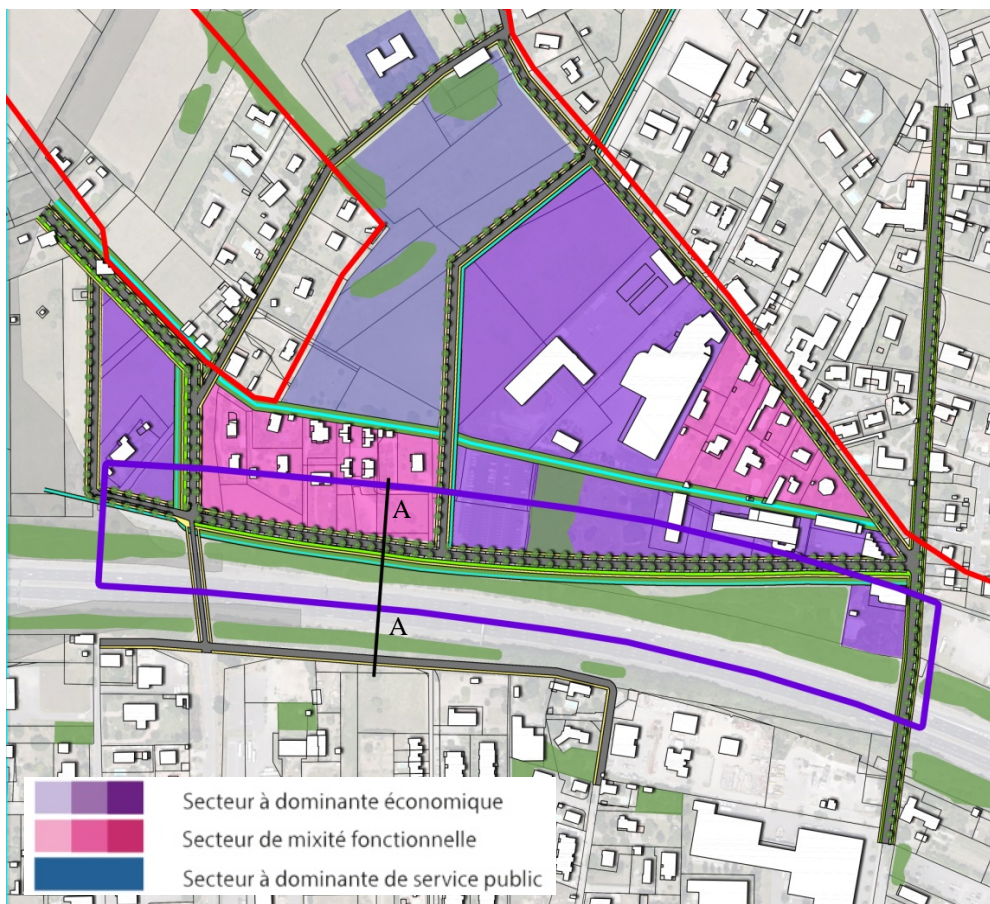 A
A
Secteur à dominante économique
Secteur de mixité fonctionnelle
Secteur à dominante de service public